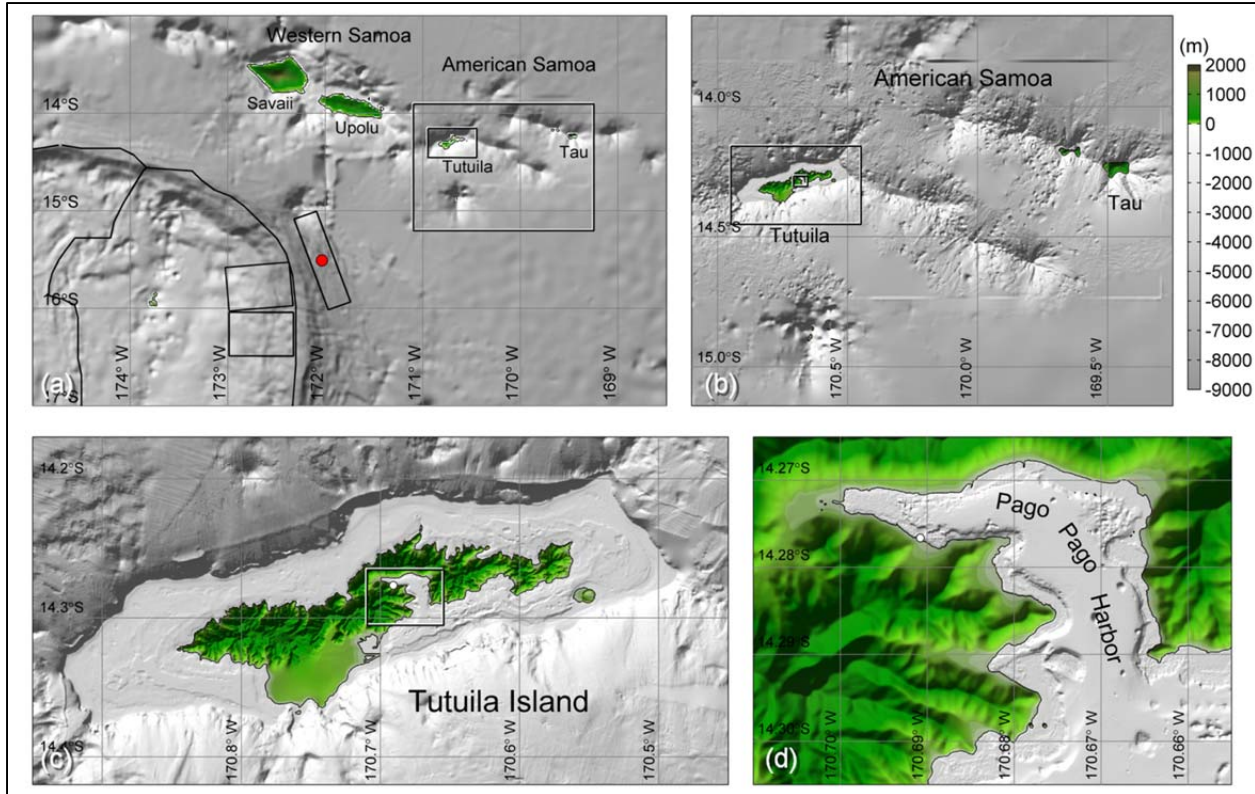 Western Samoa
American Samoa
Savaii
Upolu
Tutuila
Tau
14°S
15°S
16°S
17°S
174° W
173° W
172° W
171° W
170° W
169° W
(a)
American Samoa
Tutuila
Tau
14.0°S
14.5°S
15.0°S
170.5° W
170.0° W
169.5° W
(b)
(m)
2000
1000
0
-1000
-2000
-3000
-4000
-5000
-6000
-7000
-8000
-9000
14.2°S
14.3°S
170.8° W
170.7° W
170.6° W
170.5° W
Tutuila Island
(c)
14.27°S
14.28°S
14.29°S
14.30°S
170.70° W
170.69° W
170.68° W
170.67° W
170.66° W
Pago
Pago
Harbor
(d)